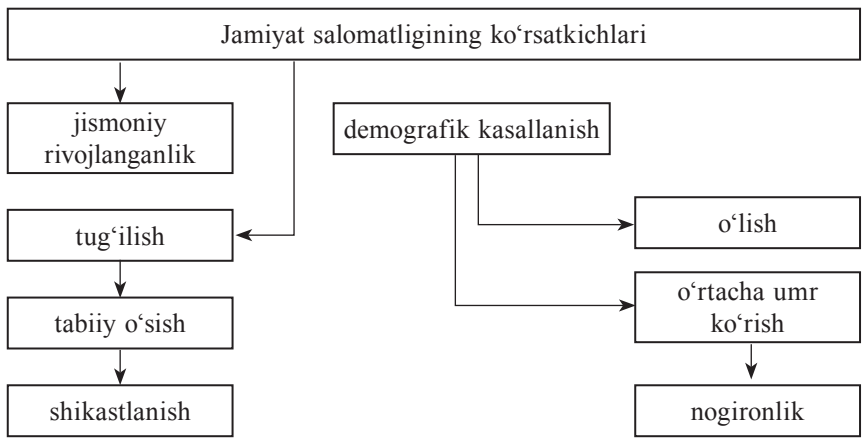 Jamiyat salomatligining ko‘rsatkichlari
jismoniy
rivojlanganlik
demografik kasallanish
tug‘ilish
o‘lish
tabiiy o‘sish
o‘rtacha umr
ko‘rish
shikastlanish
nogironlik